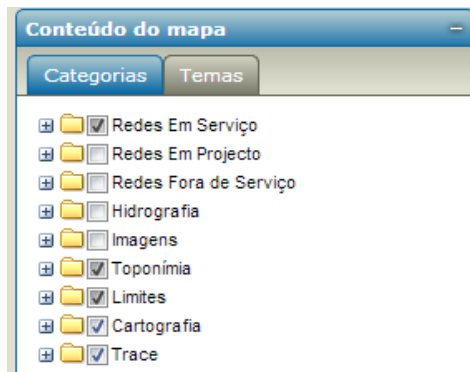 Conteúdo do mapa
Categorias Temas
Redes Em Serviço
Redes Em Projecto
Redes Fora de Serviço
Hidrografia
Imagens
Toponímia
Limites
Cartografia
Trace